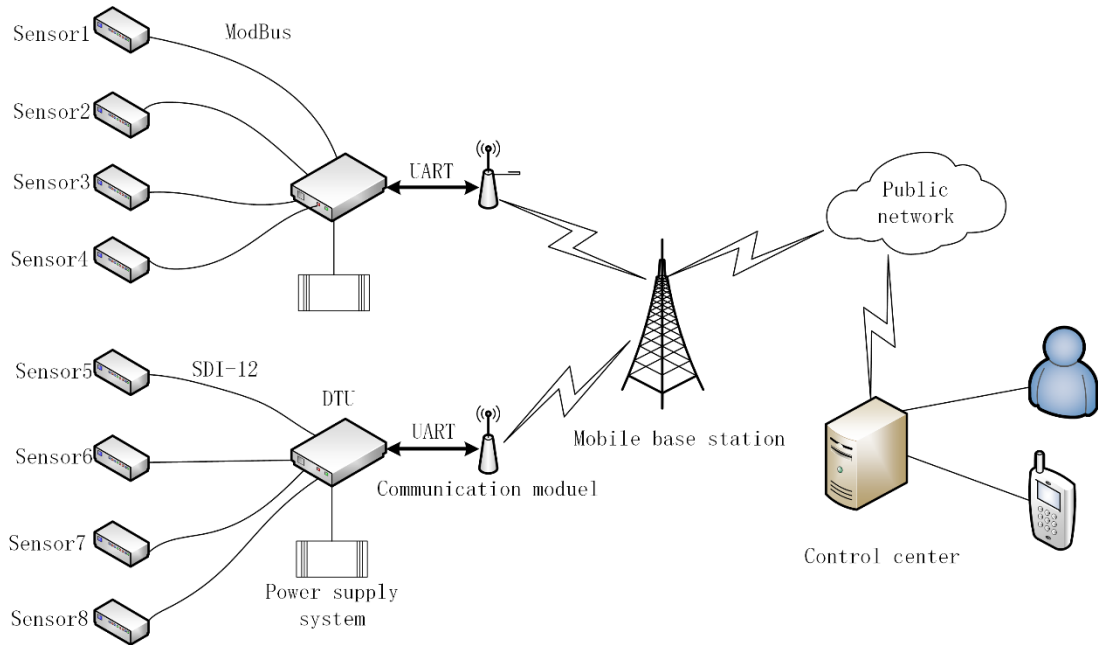 Sensor1
ModBus
Sensor2
Sensor3
UART
Sensor4
Public
network
Sensor5
SDI-12
DTU
UART
Mobile base station
Sensor6
Communication moduel
Sensor7
Control center
Power supply
system
Sensor8